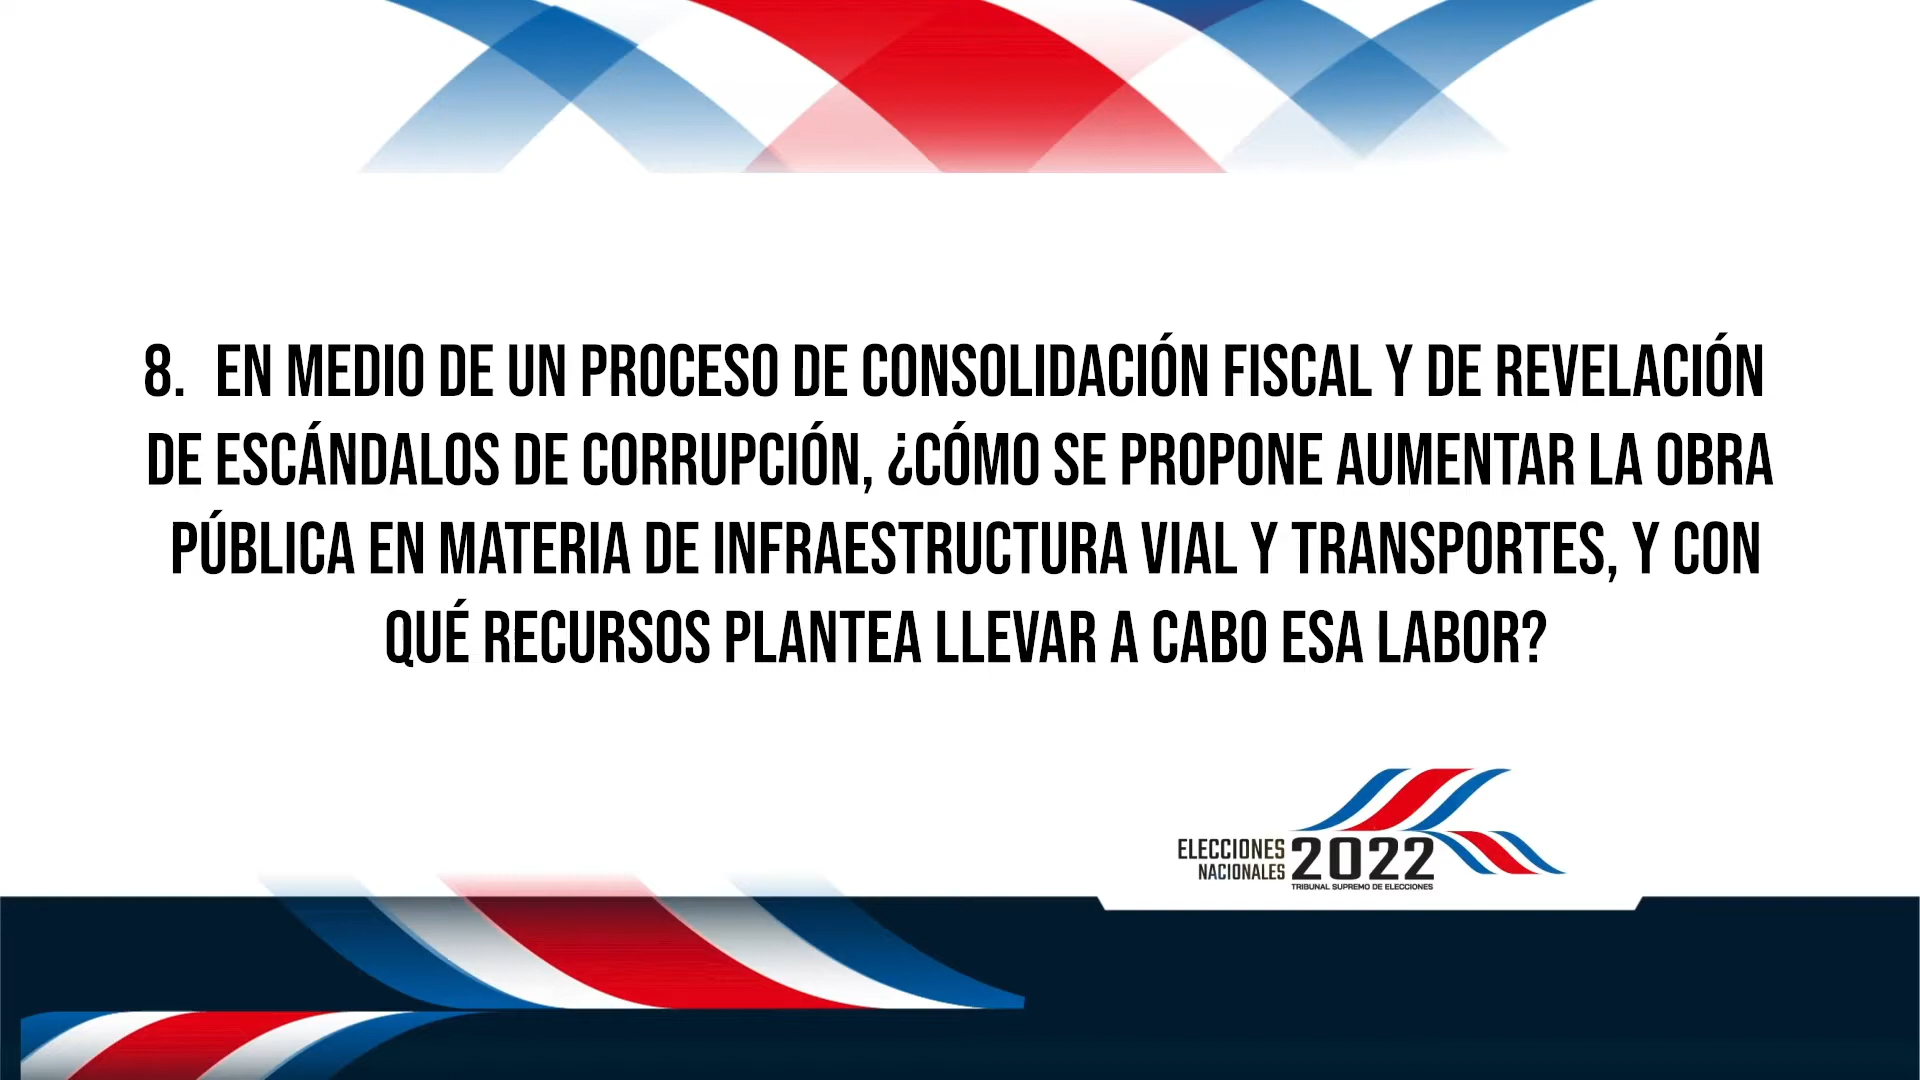 8. EN MEDIO DE UN PROCESO DE CONSOLIDACIÓN FISCAL Y DE REVELACIÓN
DE ESCÁNDALOS DE CORRUPCIÓN, ¿CÓMO SE PROPONE AUMENTAR LA OBRA
PÚBLICA EN MATERIA DE INFRAESTRUCTURA VIAL Y TRANSPORTES, Y CON
QUÉ RECURSOS PLANTEA LLEVAR A CABO ESA LABOR?
ELECCIONES
NACIONALES
2022
TRIBUNAL SUPREMO DE ELECCIONES